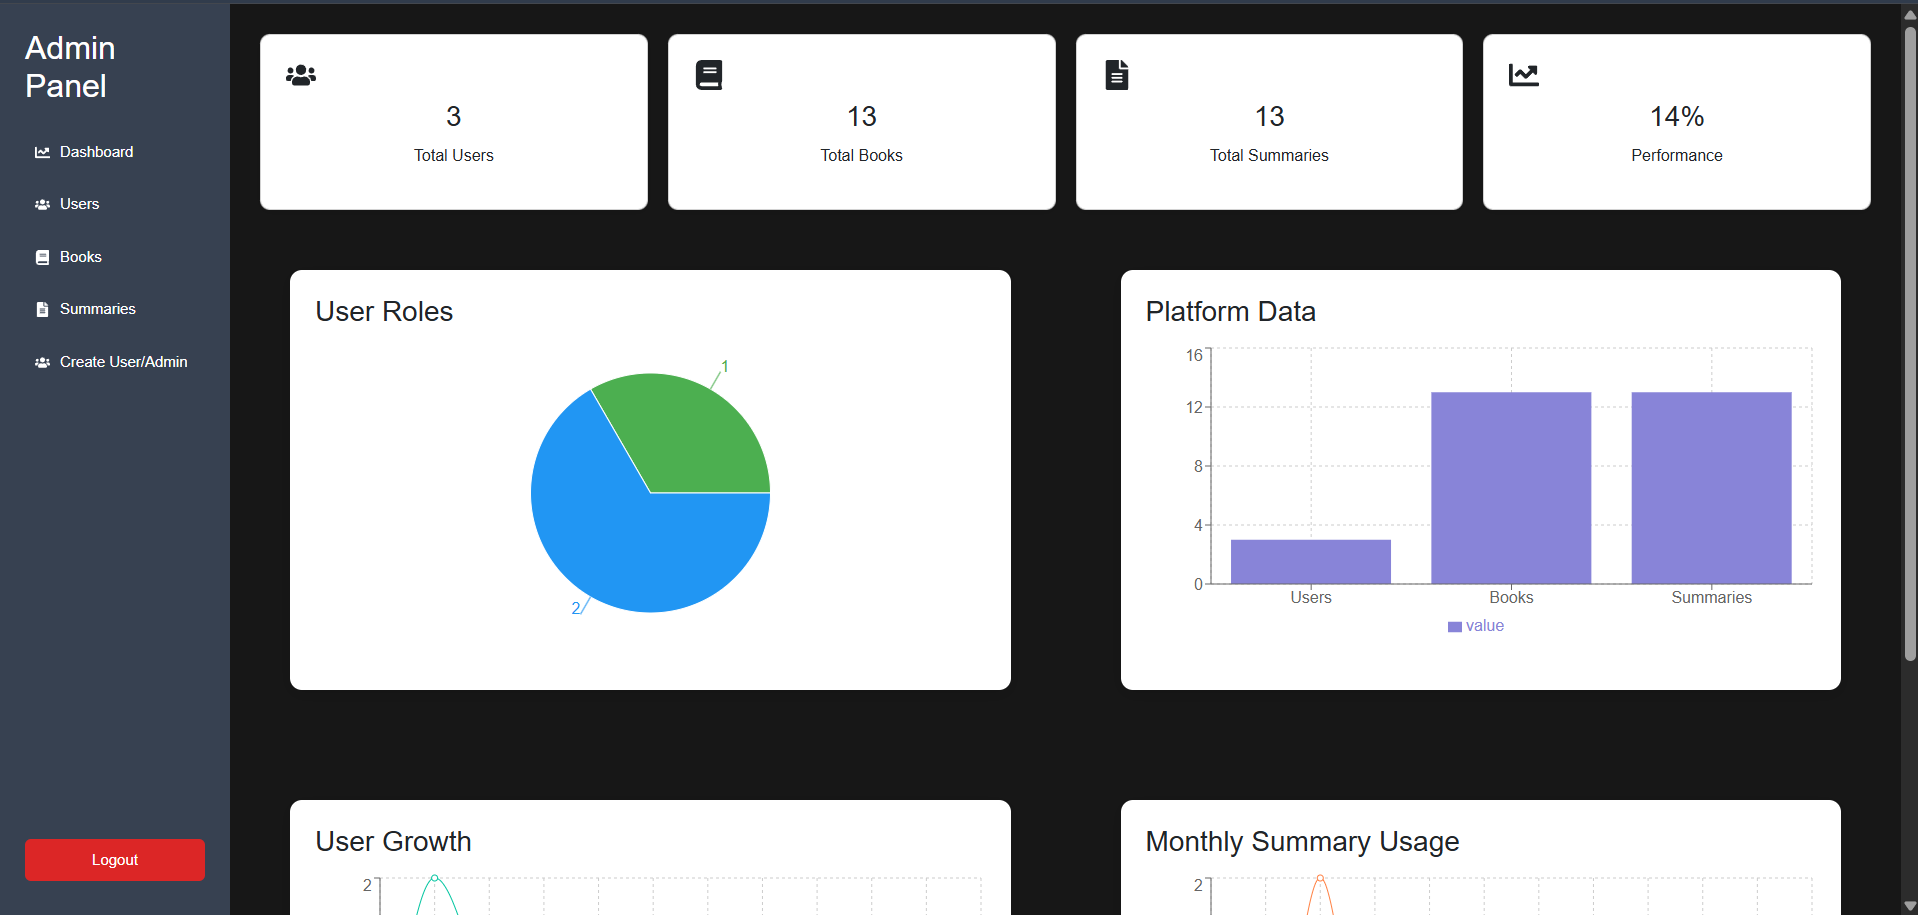 Admin
Panel
Dashboard
Users
Books
Summaries
Create User/Admin
Logout
3
Total Users
13
Total Books
13
Total Summaries
14%
Performance
User Roles
1
2
Platform Data
16
12
8
4
0
Users
Books
Summaries
value
User Growth
2
Monthly Summary Usage
2